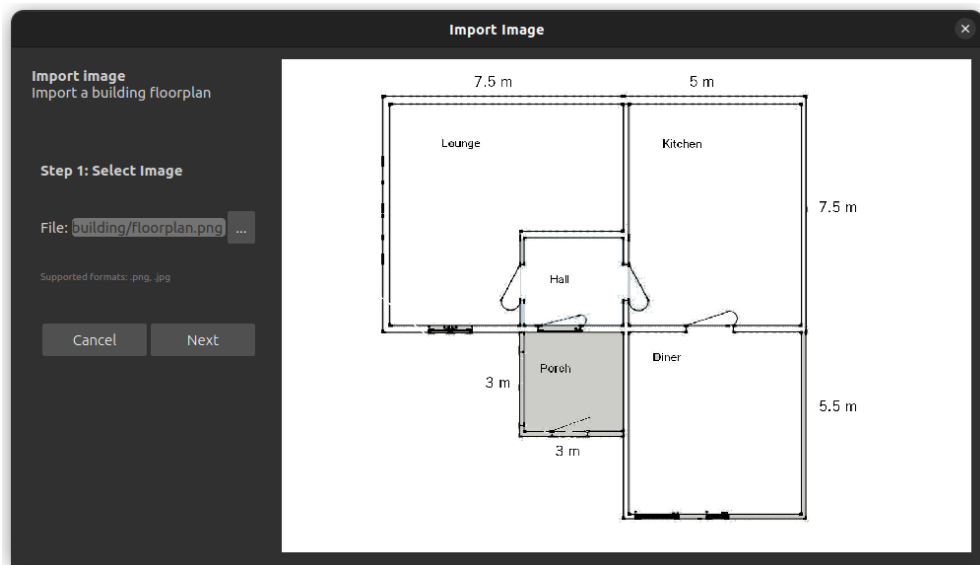 Import Image
Import image
Import a building floorplan
Step 1: Select Image
File: building/floorplan.png ...
Supported formats: .png, .jpg
Cancel Next
7.5 m 5 m
Lounge Kitchen
7.5 m
Hall
Porch Diner
3 m
5.5 m
3 m